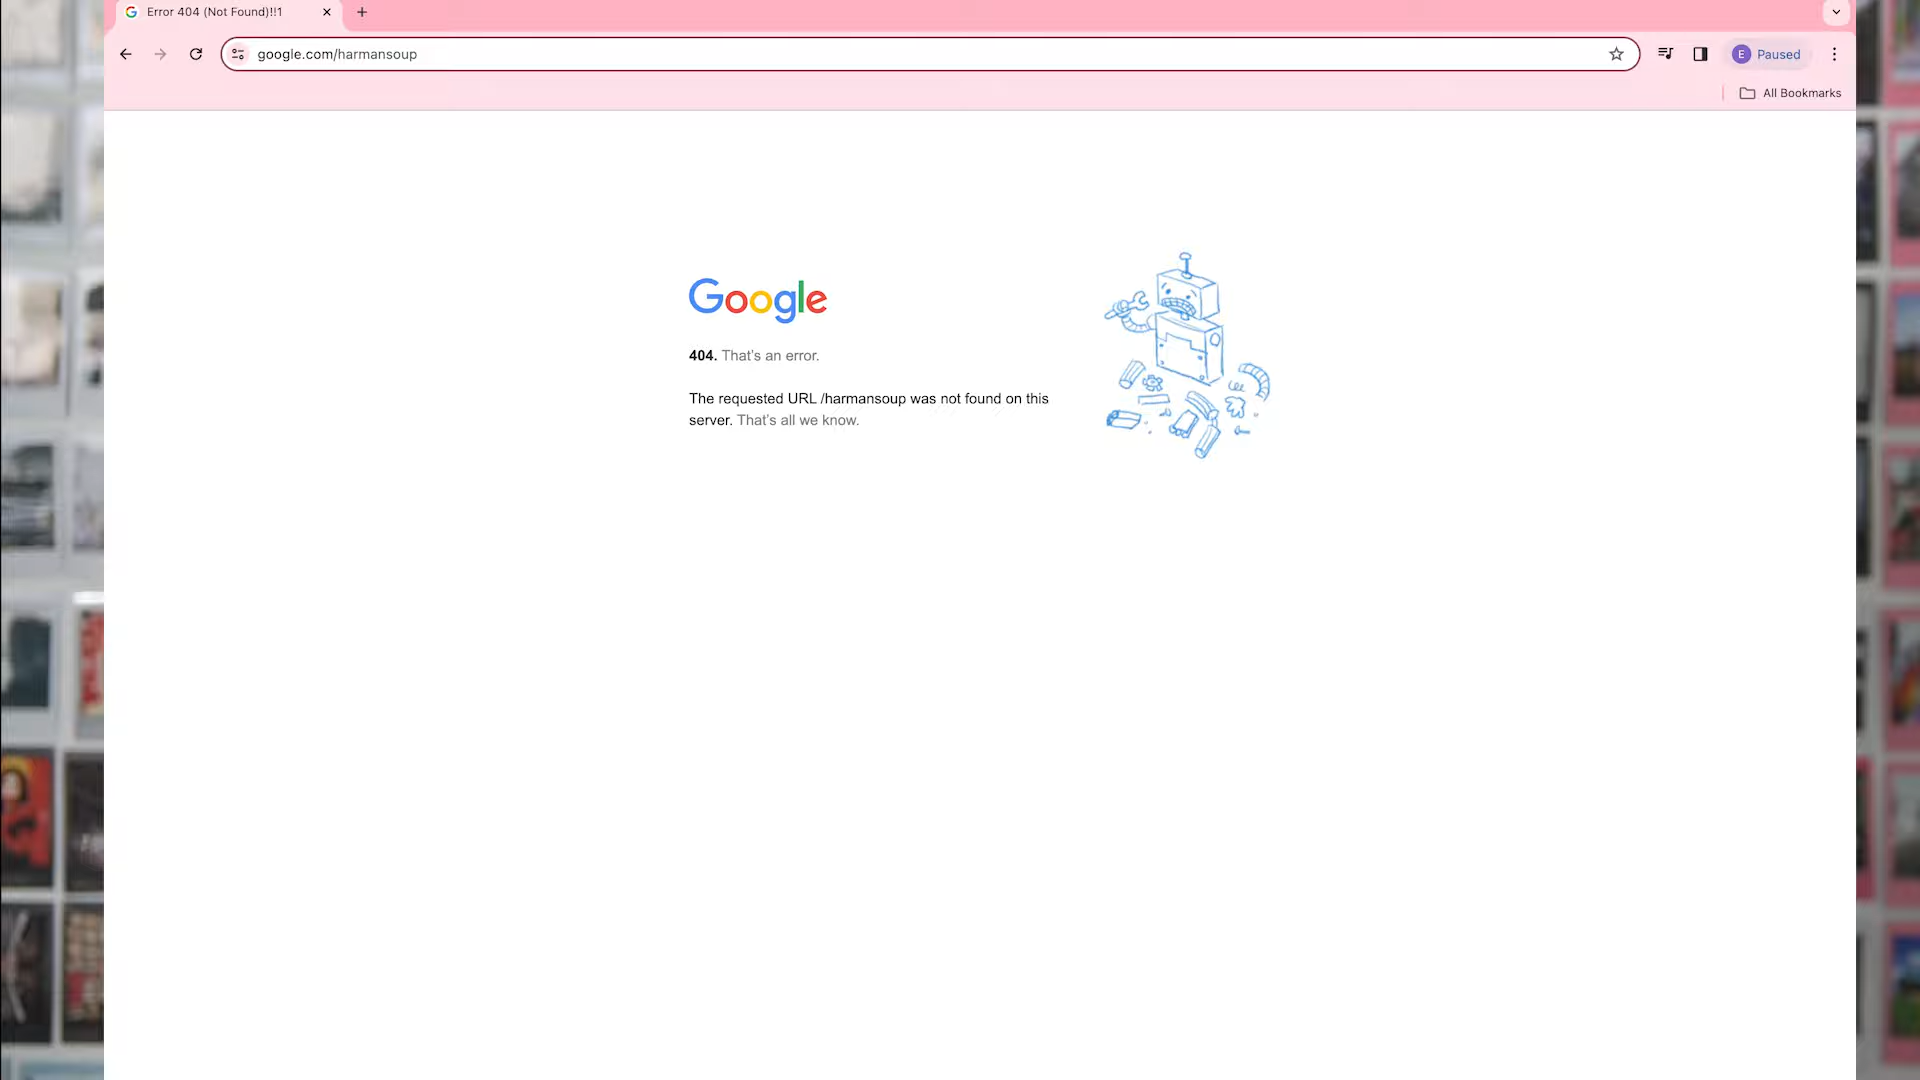 Error 404 (Not Found)!!1
google.com/harmansoup
E Paused
All Bookmarks
Google
404. That's an error.
The requested URL /harmansoup was not found on this
server. That's all we know.